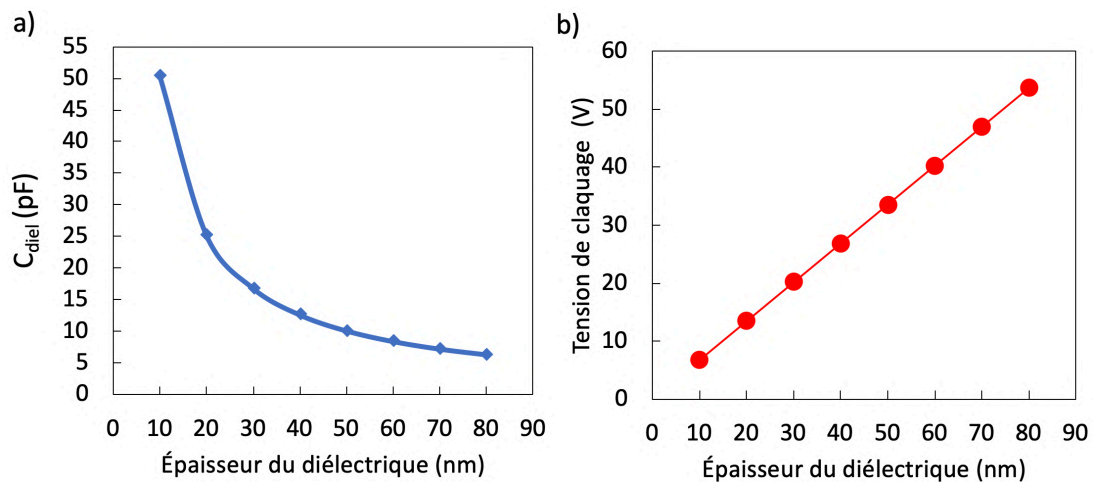 a)
55
50
45
40
35
30
25
20
15
10
5
0
C_diel (pF)
0 10 20 30 40 50 60 70 80 90
Épaisseur du diélectrique (nm)
b)
60
50
40
30
20
10
0
Tension de claquage (V)
0 10 20 30 40 50 60 70 80 90
Épaisseur du diélectrique (nm)